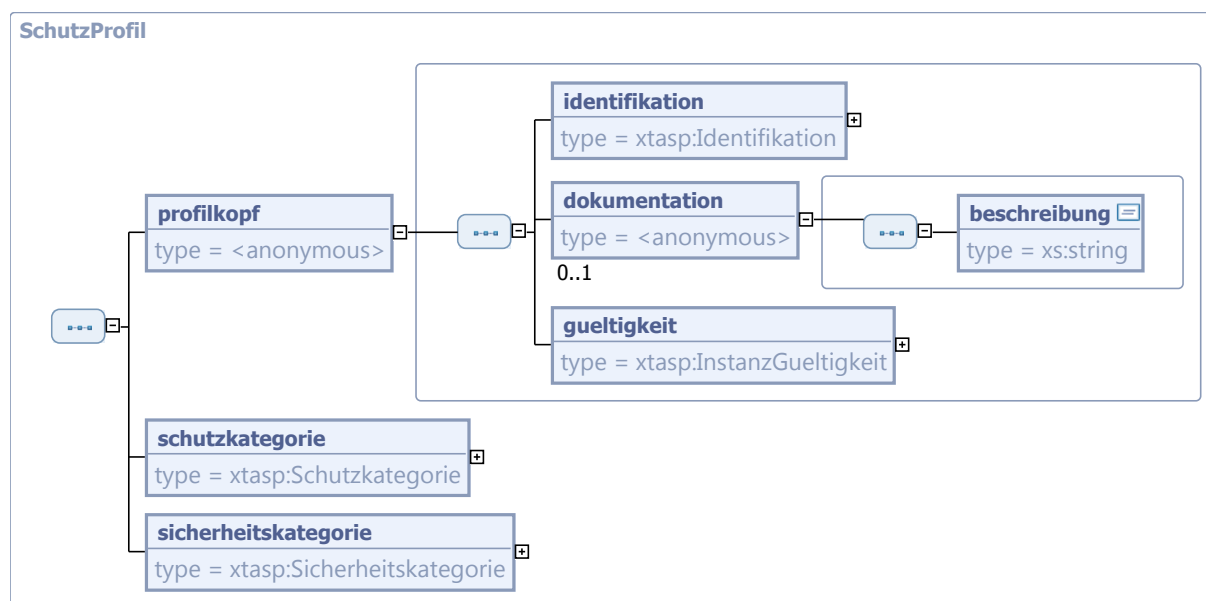 SchutzProfil
identifikation
type = xtasp:Identifikation
dokumentation
type = <anonymous>
0..1
beschreibung
type = xs:string
profilkopf
type = <anonymous>
gueltigkeit
type = xtasp:InstanzGueltigkeit
schutzkategorie
type = xtasp:Schutzkategorie
sicherheitskategorie
type = xtasp:Sicherheitskategorie